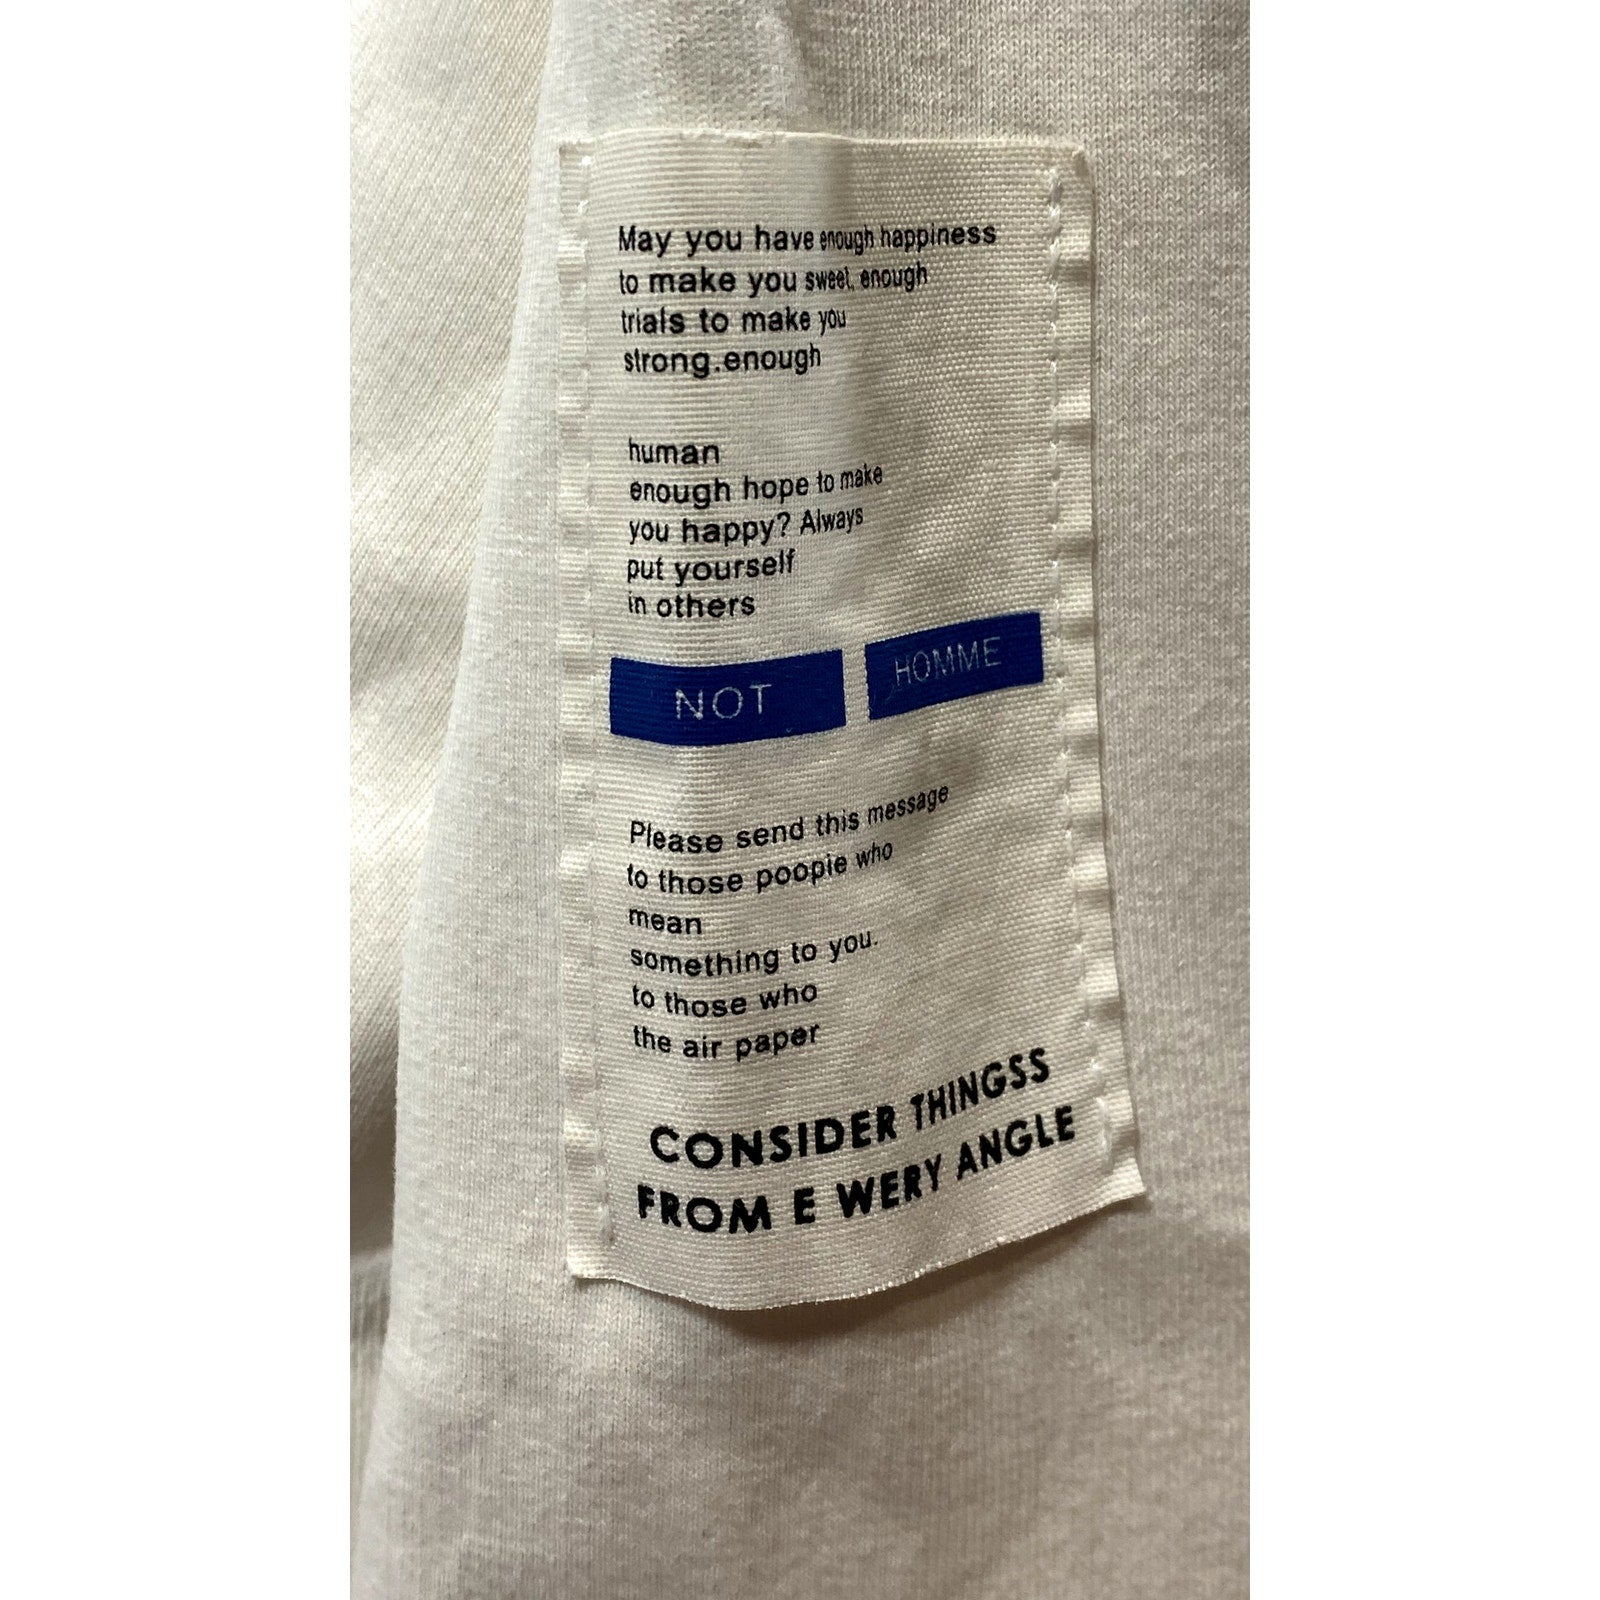 May you have enough happiness
to make you sweet, enough
trials to make you
strong.enough
human
enough hope to make
you happy? Always
put yourself
in others
NOT HOMME
Please send this message
to those poopie who
mean
something to you.
to those who
the air paper
CONSIDER THINGSS
FROM E WERY ANGLE